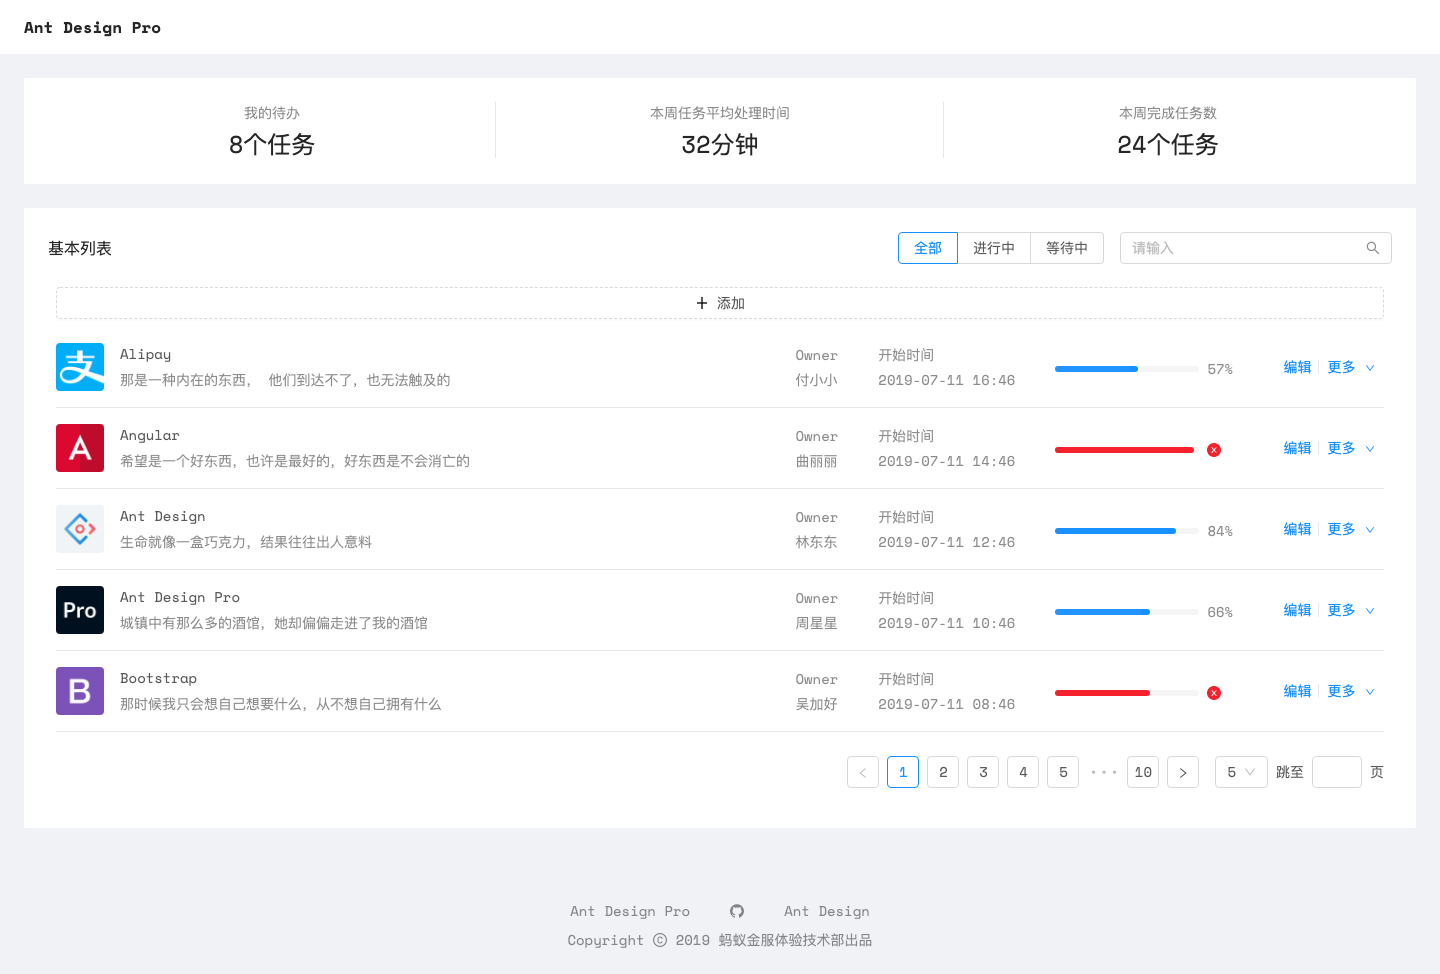 Ant Design Pro
我的待办
8个任务
本周任务平均处理时间
32分钟
本周完成任务数
24个任务
基本列表
全部 进行中 等待中 请输入
添加
Alipay
那是一种内在的东西， 他们到达不了，也无法触及的
Owner
付小小
开始时间
2019-07-11 16:46
57%
编辑 更多
A
Angular
希望是一个好东西，也许是最好的，好东西是不会消亡的
Owner
曲丽丽
开始时间
2019-07-11 14:46
编辑 更多
Ant Design
生命就像一盒巧克力，结果往往出人意料
Owner
林东东
开始时间
2019-07-11 12:46
84%
编辑 更多
Pro
Ant Design Pro
城镇中有那么多的酒馆，她却偏偏走进了我的酒馆
Owner
周星星
开始时间
2019-07-11 10:46
66%
编辑 更多
B
Bootstrap
那时候我只会想自己想要什么，从不想自己拥有什么
Owner
吴加好
开始时间
2019-07-11 08:46
编辑 更多
1 2 3 4 5 ••• 10 5 跳至 页
Ant Design Pro Ant Design
Copyright © 2019 蚂蚁金服体验技术部出品